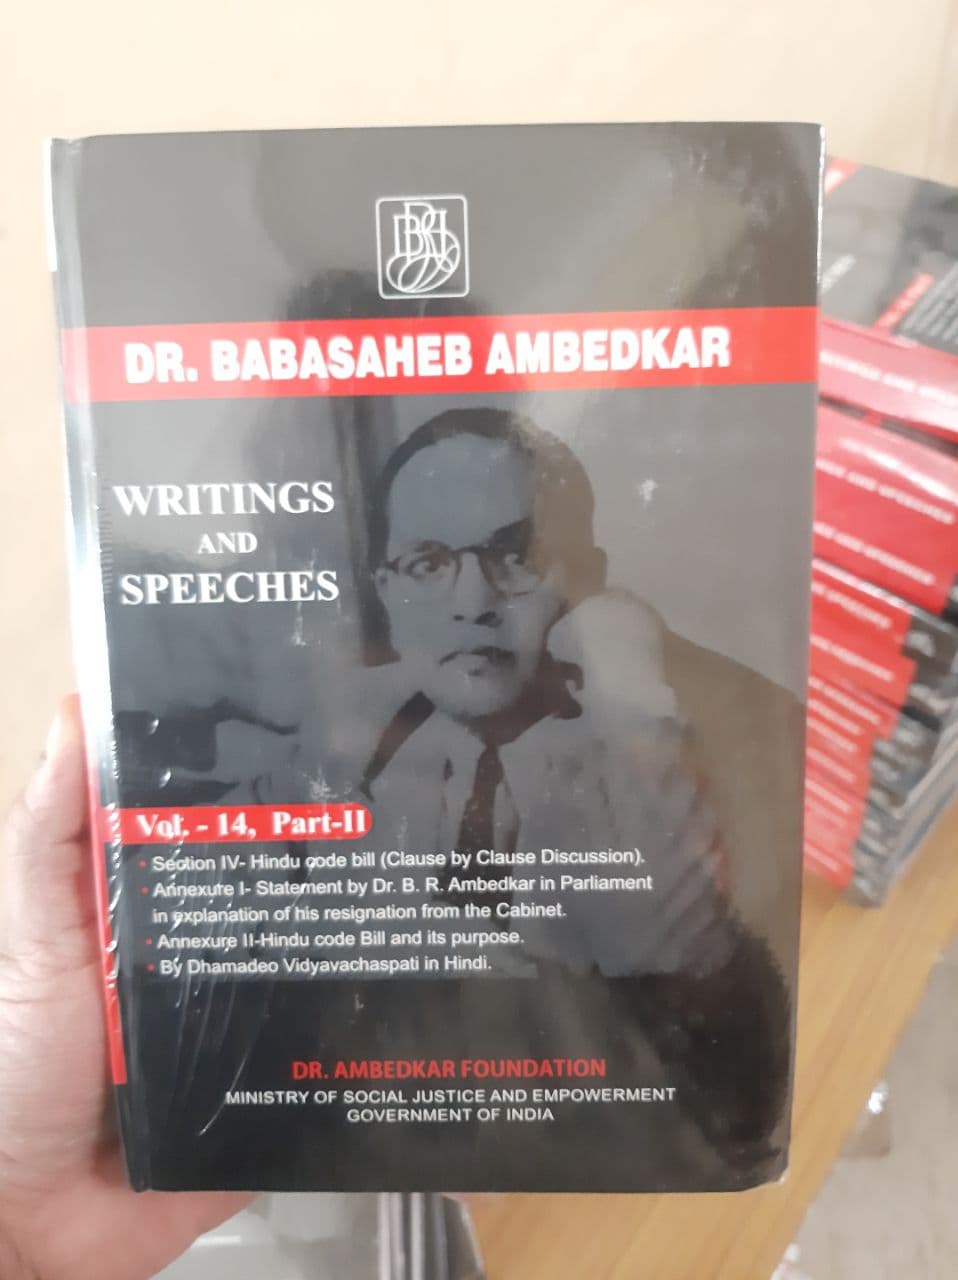 DR. BABASAHEB AMBEDKAR
WRITINGS
AND
SPEECHES
Vol. - 14, Part-II
• Section IV- Hindu code bill (Clause by Clause Discussion).
• Annexure I- Statement by Dr. B. R. Ambedkar in Parliament
in explanation of his resignation from the Cabinet.
• Annexure II-Hindu code Bill and its purpose.
• By Dhamadeo Vidyavachaspati in Hindi.
DR. AMBEDKAR FOUNDATION
MINISTRY OF SOCIAL JUSTICE AND EMPOWERMENT
GOVERNMENT OF INDIA